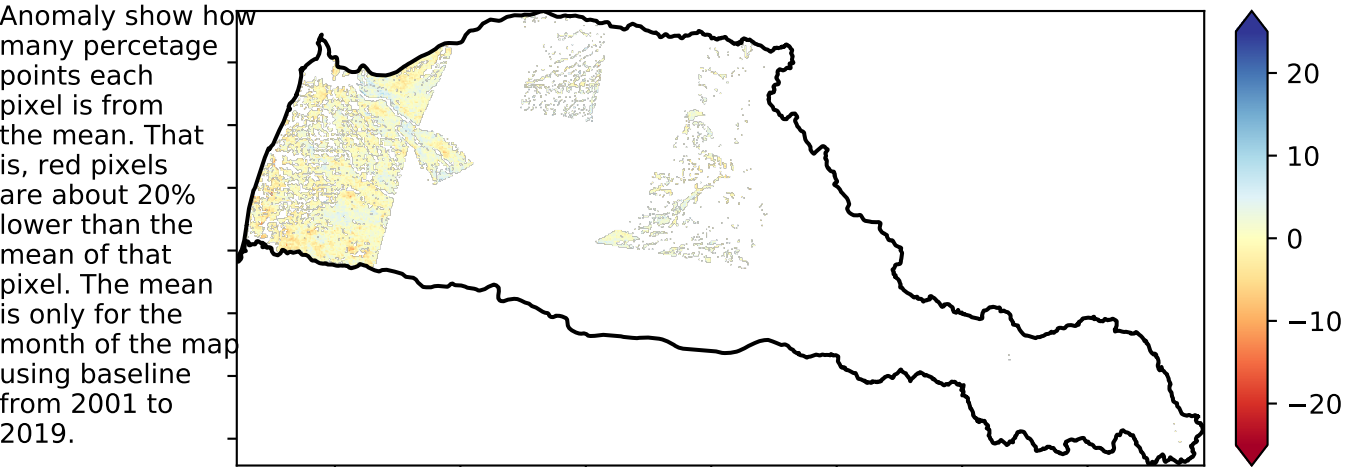 Anomaly show how
many percetage
points each
pixel is from
the mean. That
is, red pixels
are about 20%
lower than the
mean of that
pixel. The mean
is only for the
month of the map
using baseline
from 2001 to
2019.
20
10
0
−10
−20